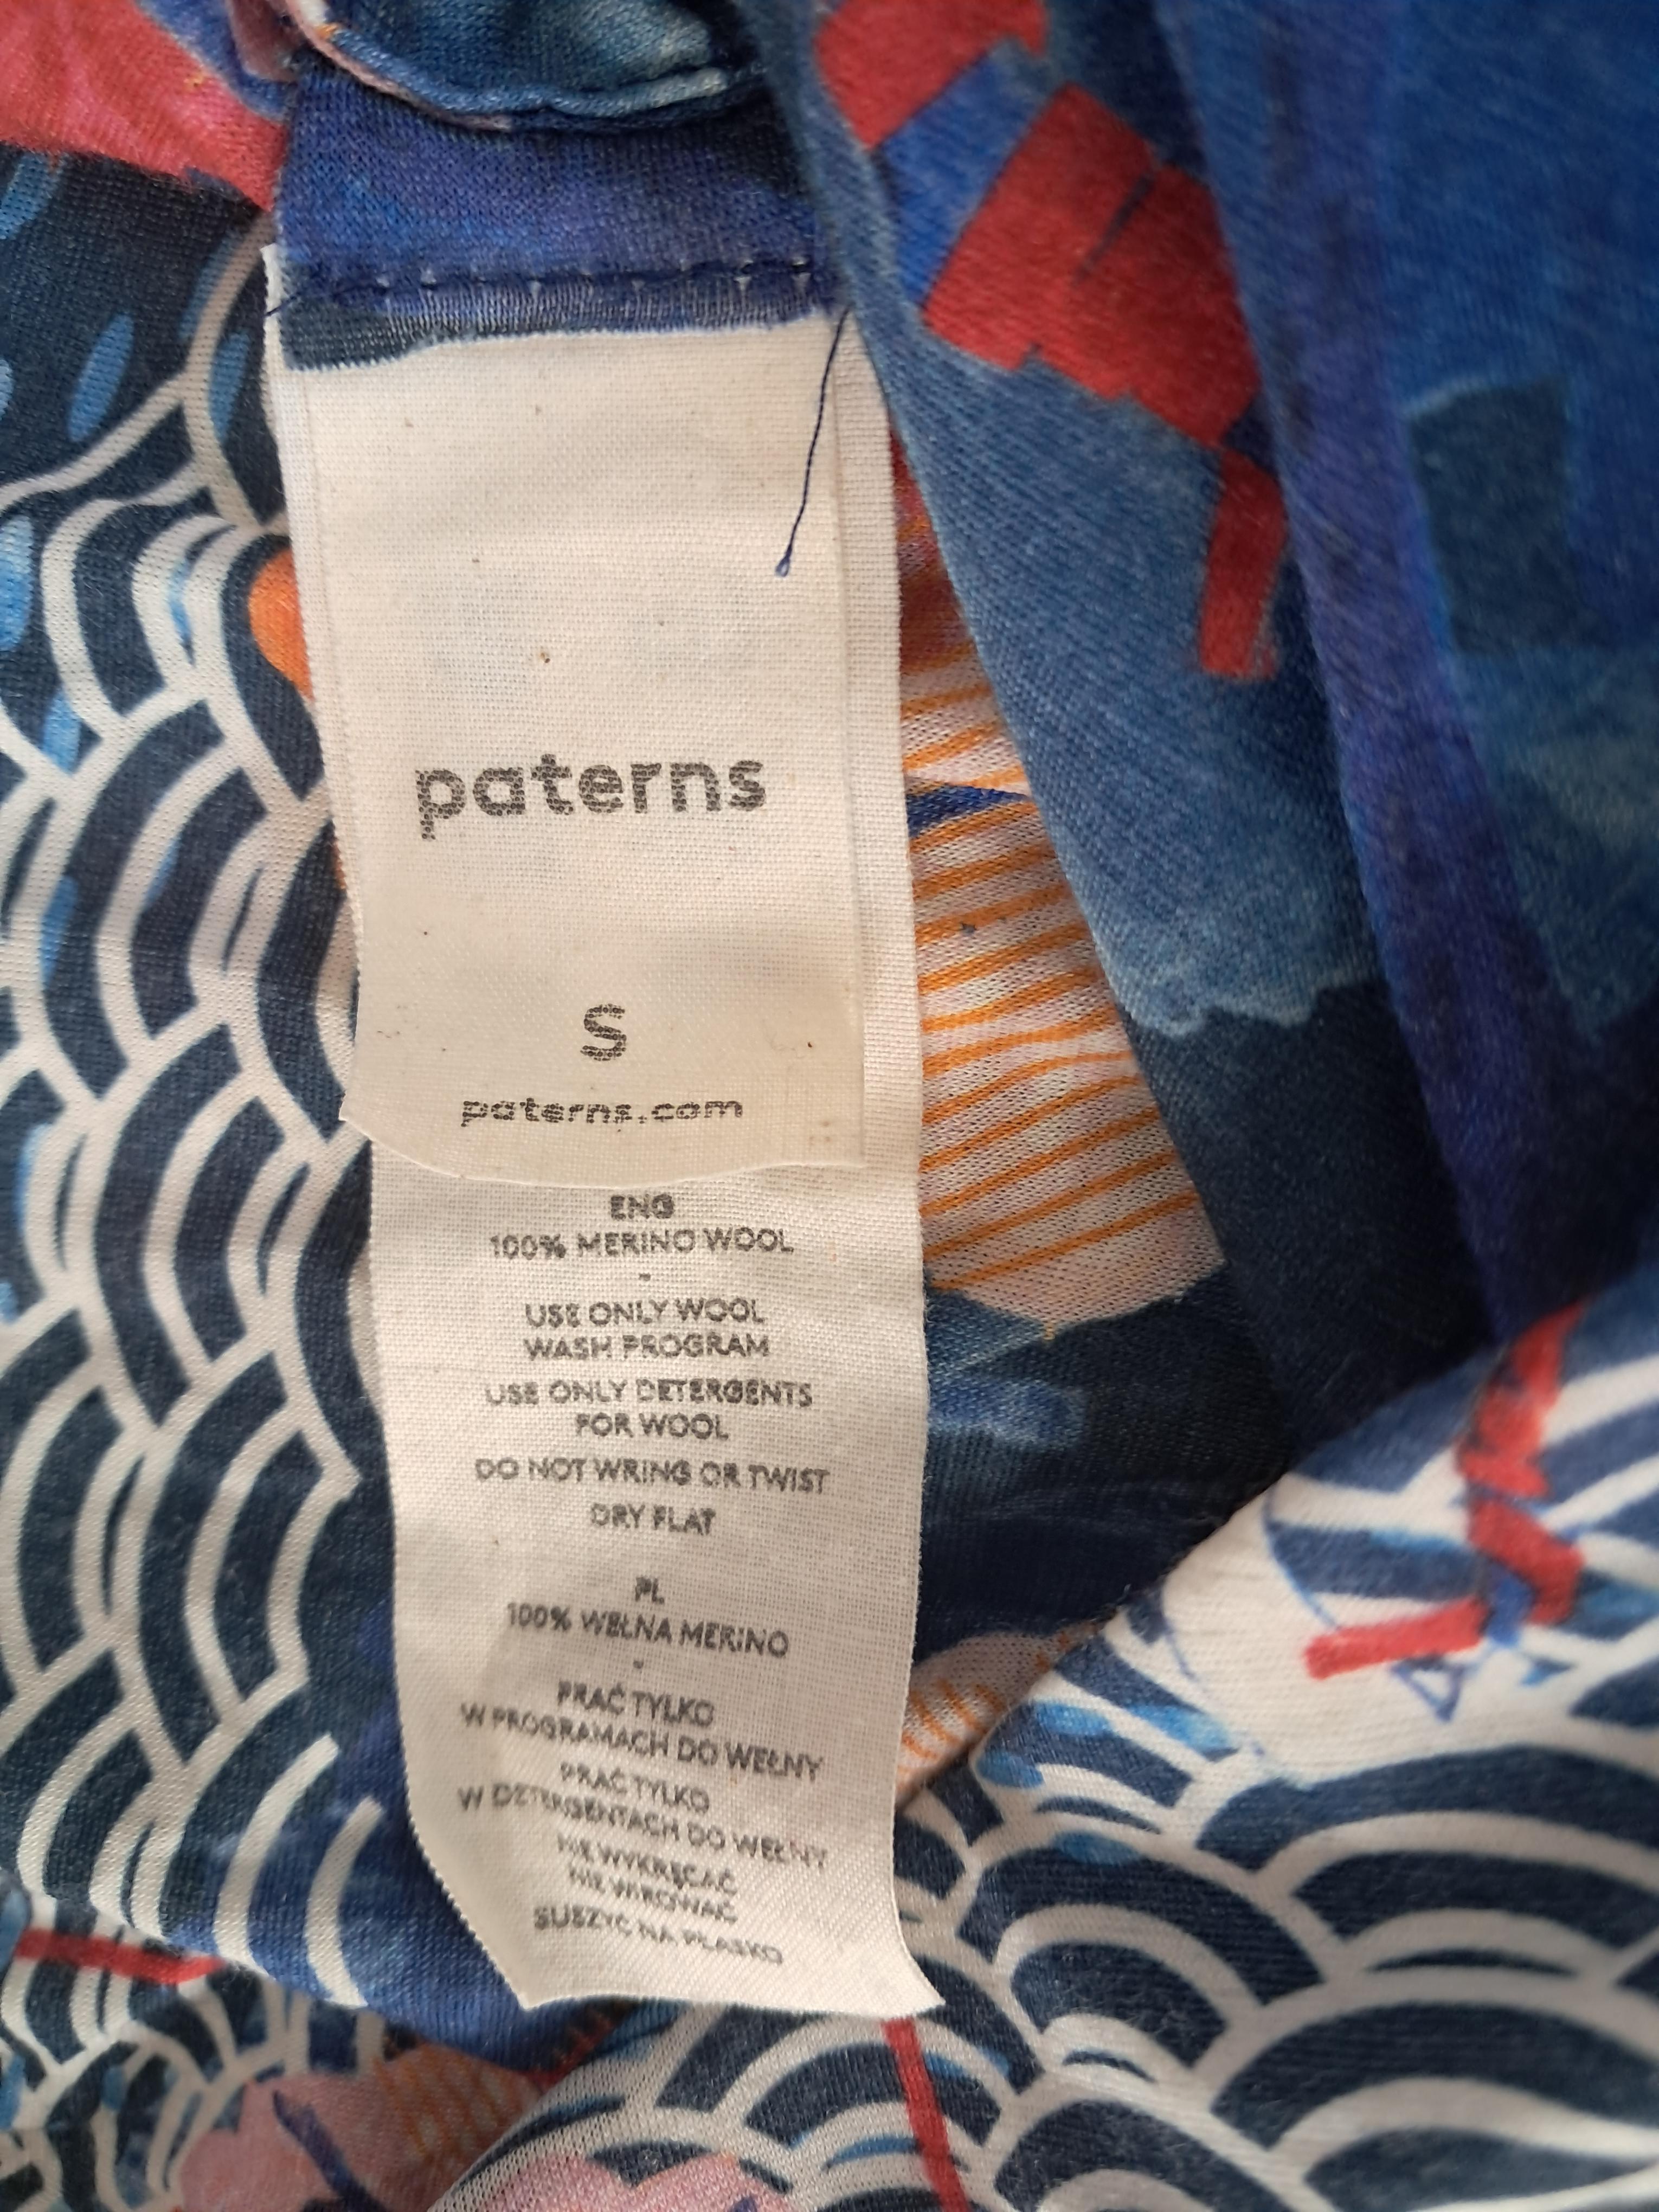 paterns
S
paterns.com
ENG
100% MERINO WOOL
-
USE ONLY WOOL
WASH PROGRAM
USE ONLY DETERGENTS
FOR WOOL
DO NOT WRING OR TWIST
DRY FLAT
PL
100% WEŁNA MERINO
-
PRAĆ TYLKO
W PROGRAMACH DO WEŁNY
PRAĆ TYLKO
W DETERGENTACH DO WEŁNY
NIE WYKRĘCAĆ
NIE WIROWAĆ
SUSZYĆ NA PŁASKO